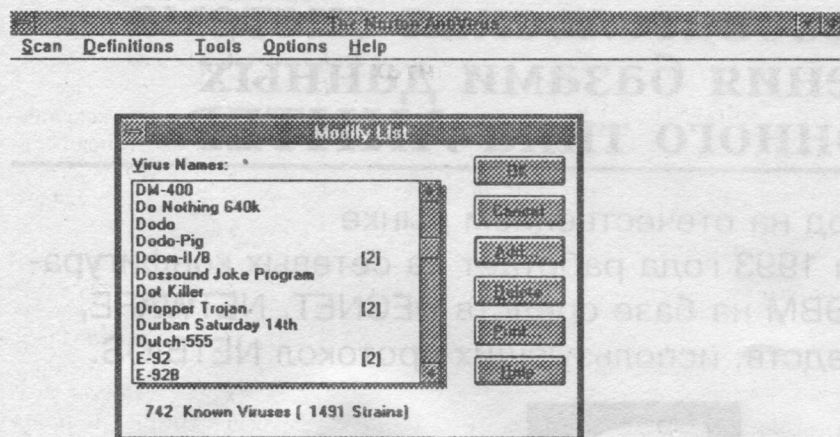 The Norton AntiVirus
Scan Definitions Tools Options Help
Modify List
Virus Names:
DM-400
Do Nothing 640k
Dodo
Dodo-Pig
Doom-II/B [2]
Dossound Joke Program
Dot Killer
Dropper Trojan. [2]
Durban Saturday 14th
Dutch-555
E-92 [2]
E-92B
OK
Cancel
Add...
Delete
Print...
Help
742 Known Viruses ( 1491 Strains)